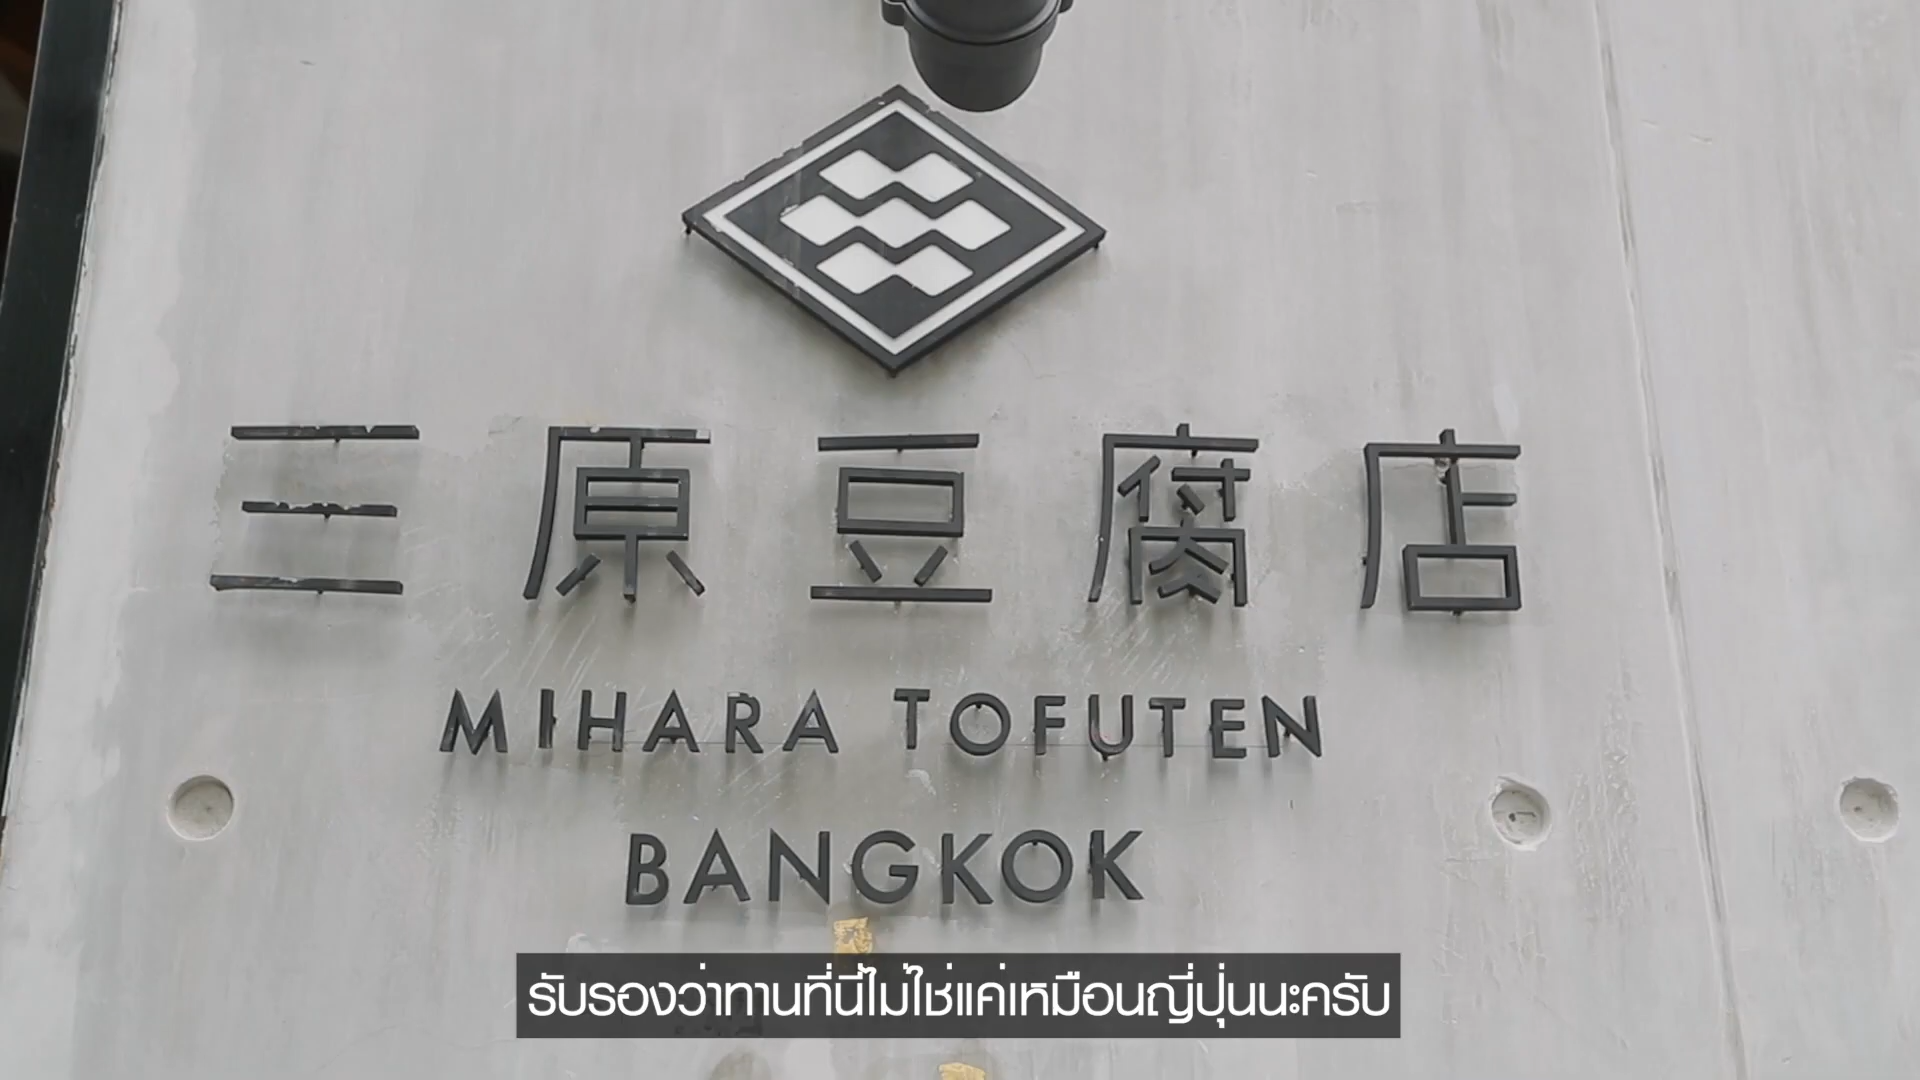 三原豆腐店
MIHARA TOFUTEN
BANGKOK
รับรองว่าทานที่นี่ไม่ใช่แค่เหมือนญี่ปุ่นนะครับ